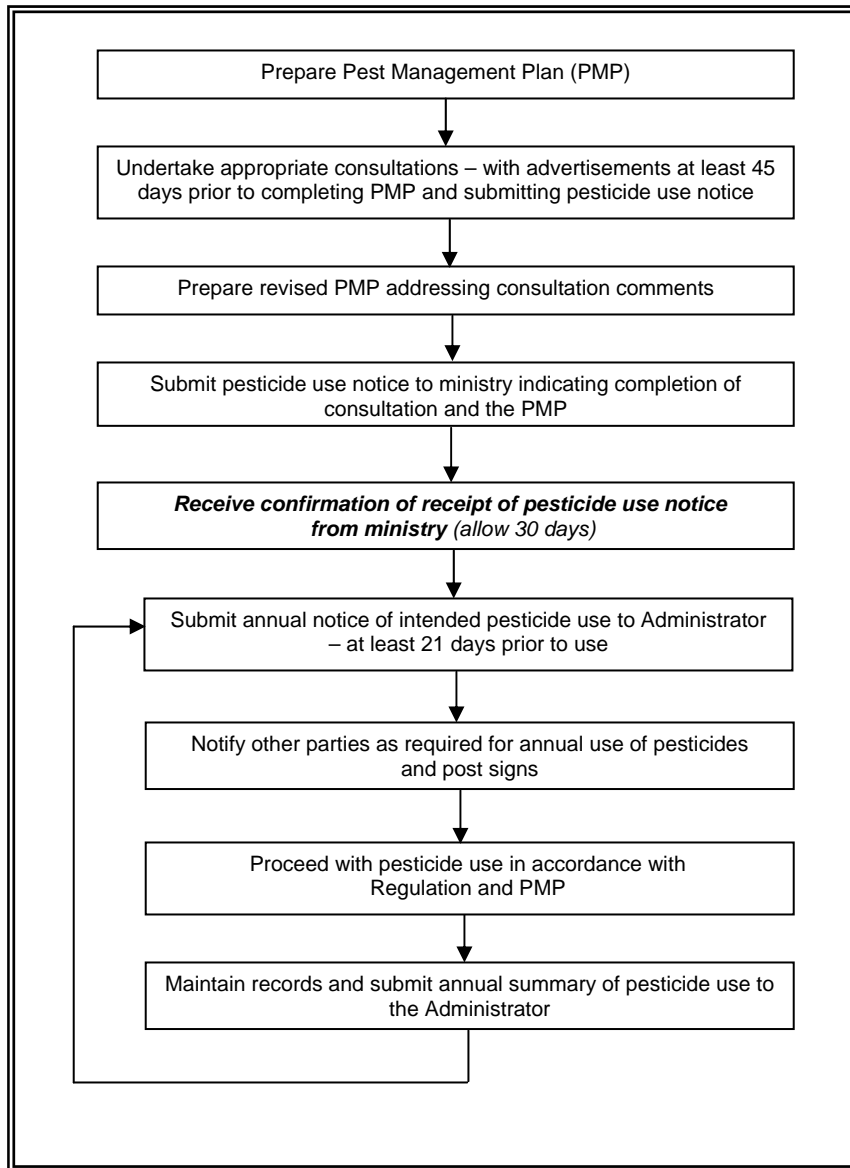 Prepare Pest Management Plan (PMP)
Undertake appropriate consultations – with advertisements at least 45
days prior to completing PMP and submitting pesticide use notice
Prepare revised PMP addressing consultation comments
Submit pesticide use notice to ministry indicating completion of
consultation and the PMP
Receive confirmation of receipt of pesticide use notice
from ministry (allow 30 days)
Submit annual notice of intended pesticide use to Administrator
– at least 21 days prior to use
Notify other parties as required for annual use of pesticides
and post signs
Proceed with pesticide use in accordance with
Regulation and PMP
Maintain records and submit annual summary of pesticide use to
the Administrator